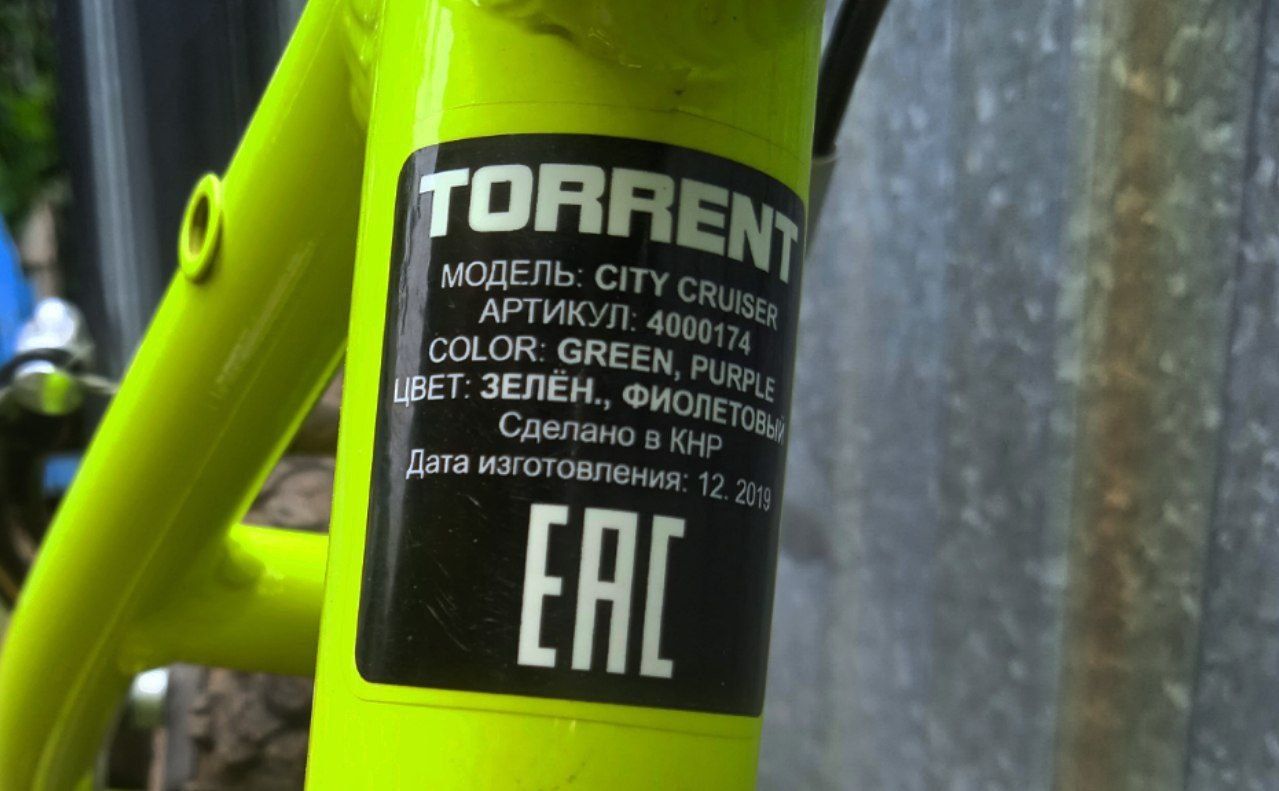 TORRENT
МОДЕЛЬ: CITY CRUISER
АРТИКУЛ: 4000174
COLOR: GREEN, PURPLE
ЦВЕТ: ЗЕЛЁН., ФИОЛЕТОВЫЙ
Сделано в КНР
Дата изготовления: 12. 2019
EAC